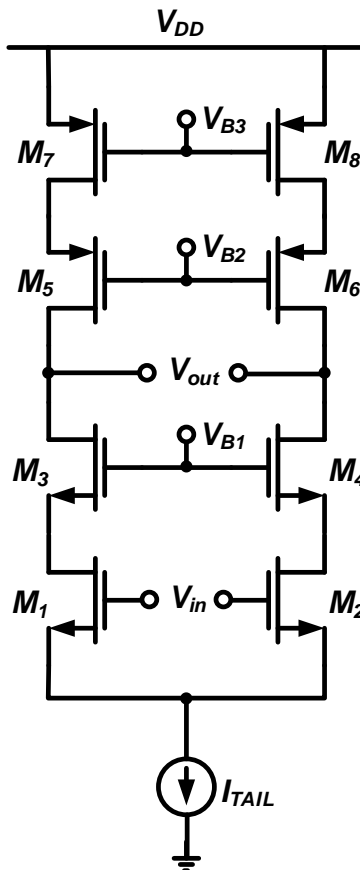 VDD
VB3
M7 M8
VB2
M5 M6
Vout
VB1
M3 M4
M1 Vin M2
ITAIL